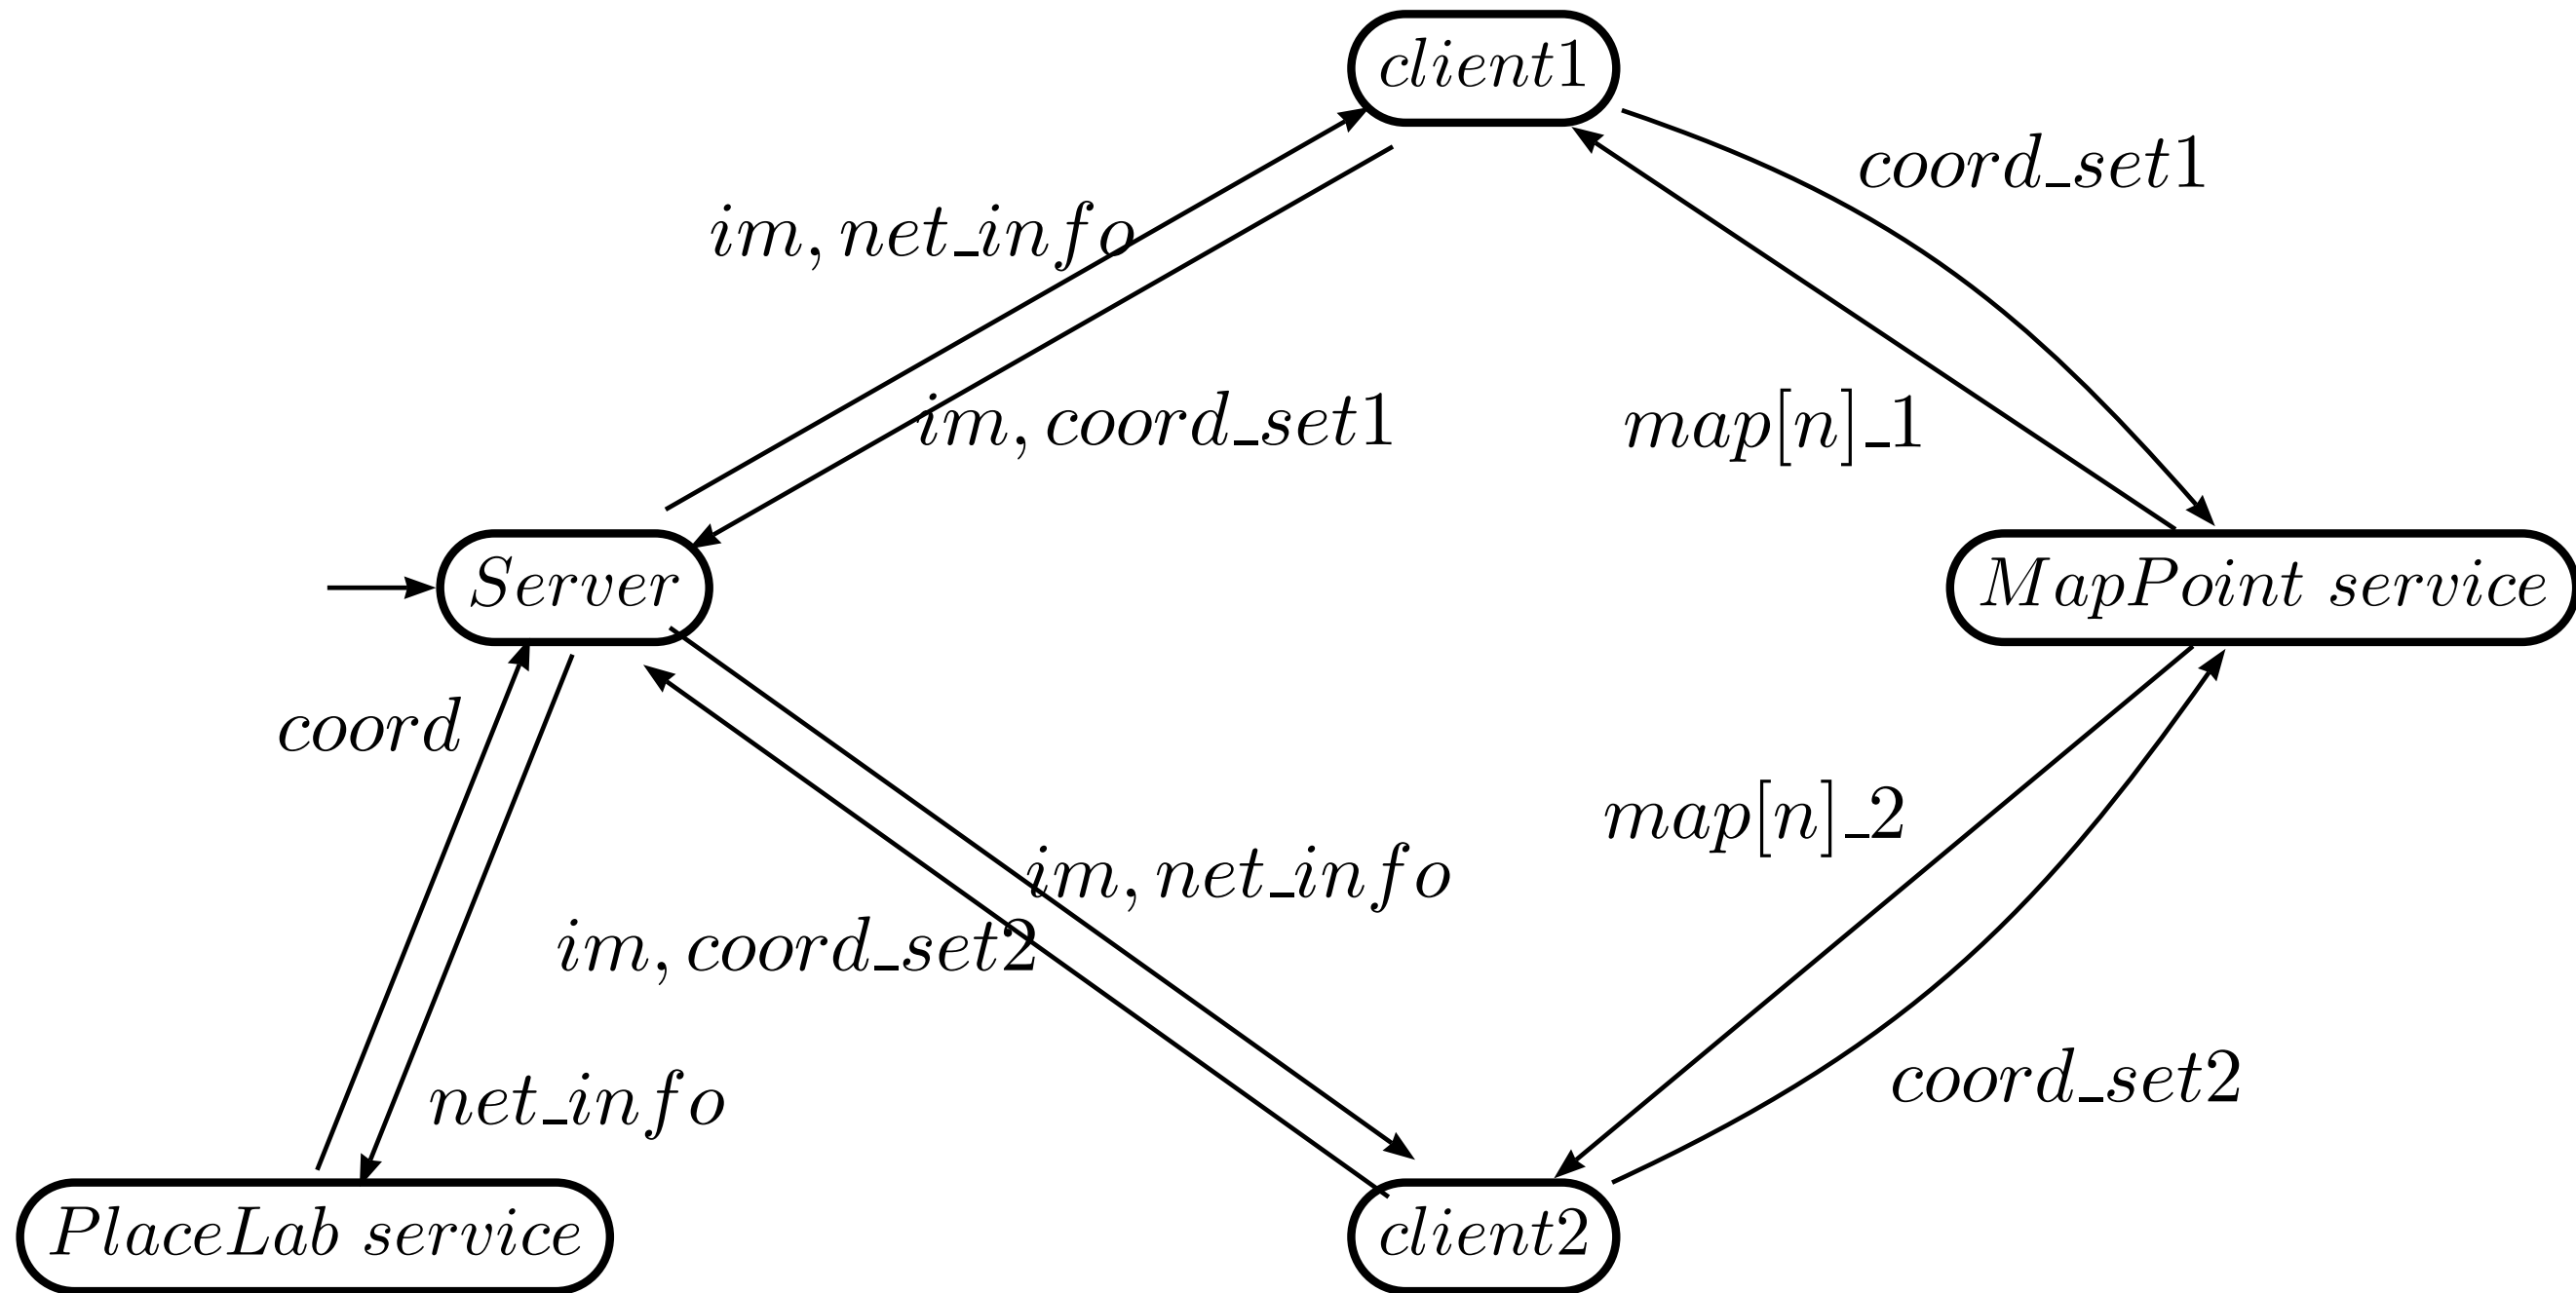 client1
coord_set1
im, net_info
im, coord_set1
map[n]_1
Server
MapPoint service
coord
map[n]_2
im, net_info
im, coord_set2
coord_set2
net_info
PlaceLab service
client2